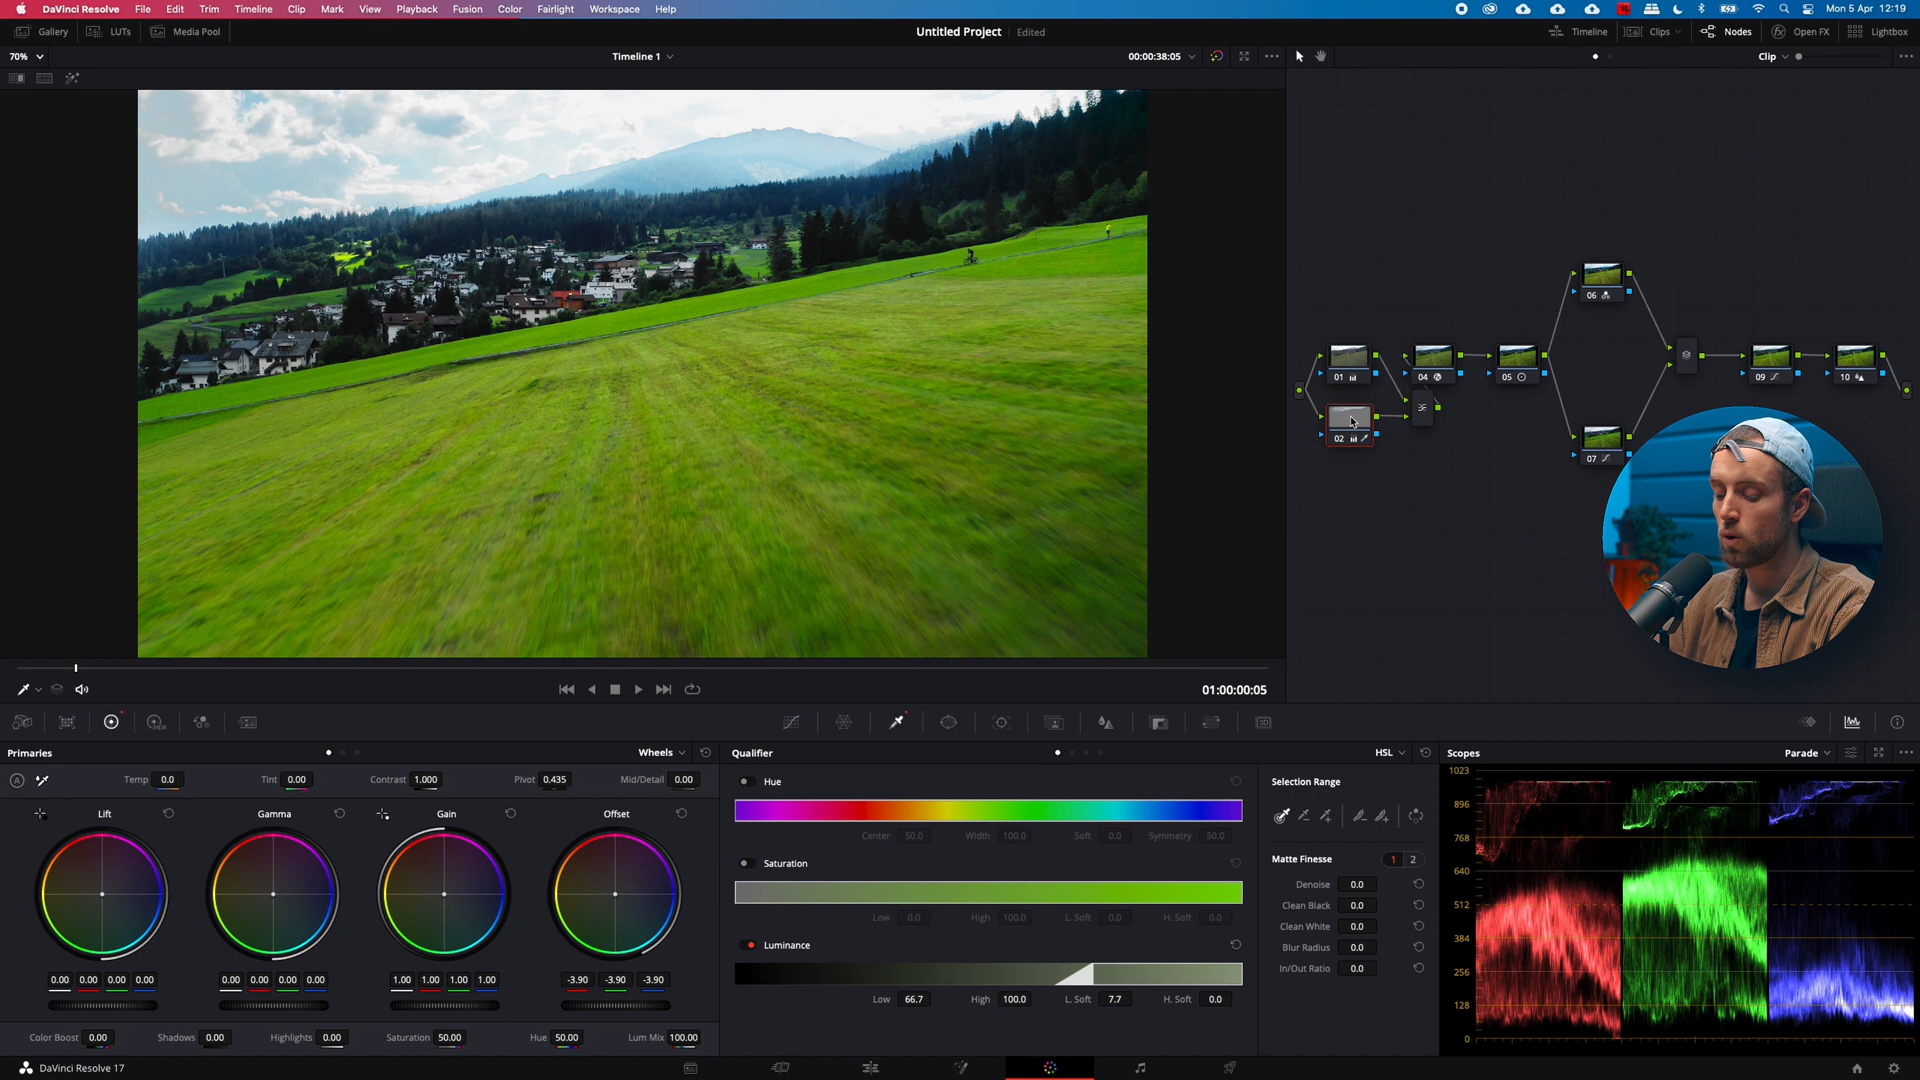 DaVinci Resolve File Edit Trim Timeline Clip Mark View Playback Fusion Color Fairlight Workspace Help Mon 5 Apr 12:19
Gallery LUTs Media Pool Untitled Project Edited Timeline Clips Nodes Open FX Lightbox
70% Timeline 1 00:00:38:05 Clip
06
01 04 05 09 10
02 07
01:00:00:05
HDR 3D
Primaries Wheels Qualifier HSL Scopes Parade
A Temp 0.0 Tint 0.00 Contrast 1.000 Pivot 0.435 Mid/Detail 0.00 Hue Selection Range 1023
Lift Gamma Gain Offset
896
Center 50.0 Width 100.0 Soft 0.0 Symmetry 50.0 768
Saturation Matte Finesse 1 2
640
Denoise 0.0
Clean Black 0.0 512
Low 0.0 High 100.0 L. Soft 0.0 H. Soft 0.0
Clean White 0.0
Luminance Blur Radius 0.0 384
In/Out Ratio 0.0 256
0.00 0.00 0.00 0.00 0.00 0.00 0.00 0.00 1.00 1.00 1.00 1.00 -3.90 -3.90 -3.90
Low 66.7 High 100.0 L. Soft 7.7 H. Soft 0.0 128
Color Boost 0.00 Shadows 0.00 Highlights 0.00 Saturation 50.00 Hue 50.00 Lum Mix 100.00 0
DaVinci Resolve 17